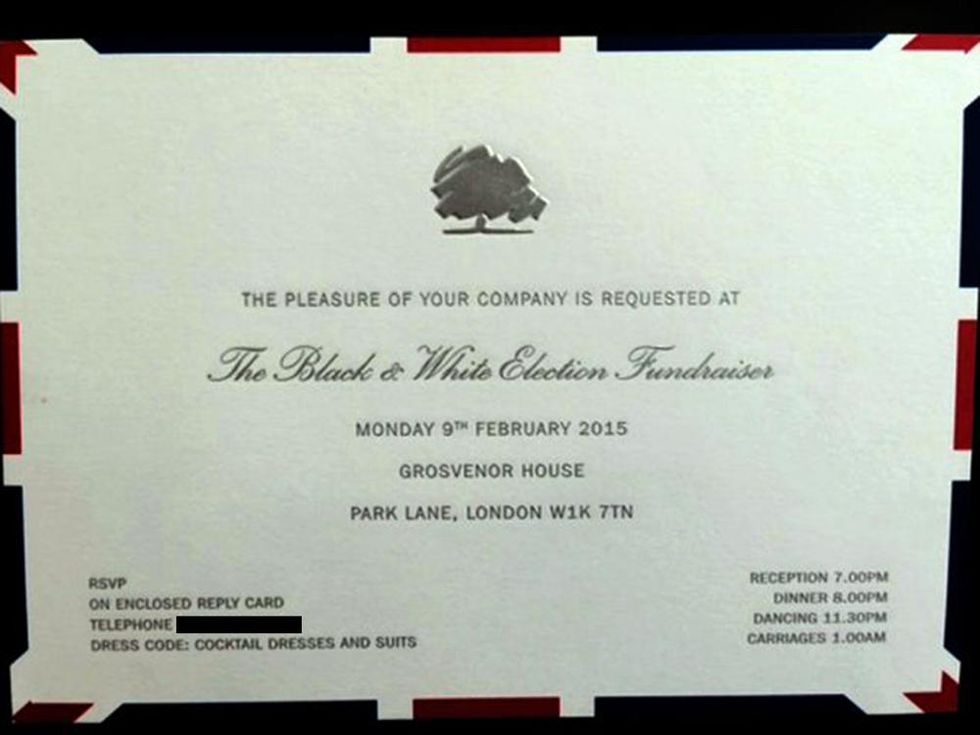 THE PLEASURE OF YOUR COMPANY IS REQUESTED AT
The Black & White Election Fundraiser
MONDAY 9TH FEBRUARY 2015
GROSVENOR HOUSE
PARK LANE, LONDON W1K 7TN
RSVP
ON ENCLOSED REPLY CARD
TELEPHONE
DRESS CODE: COCKTAIL DRESSES AND SUITS
RECEPTION 7.00PM
DINNER 8.00PM
DANCING 11.30PM
CARRIAGES 1.00AM